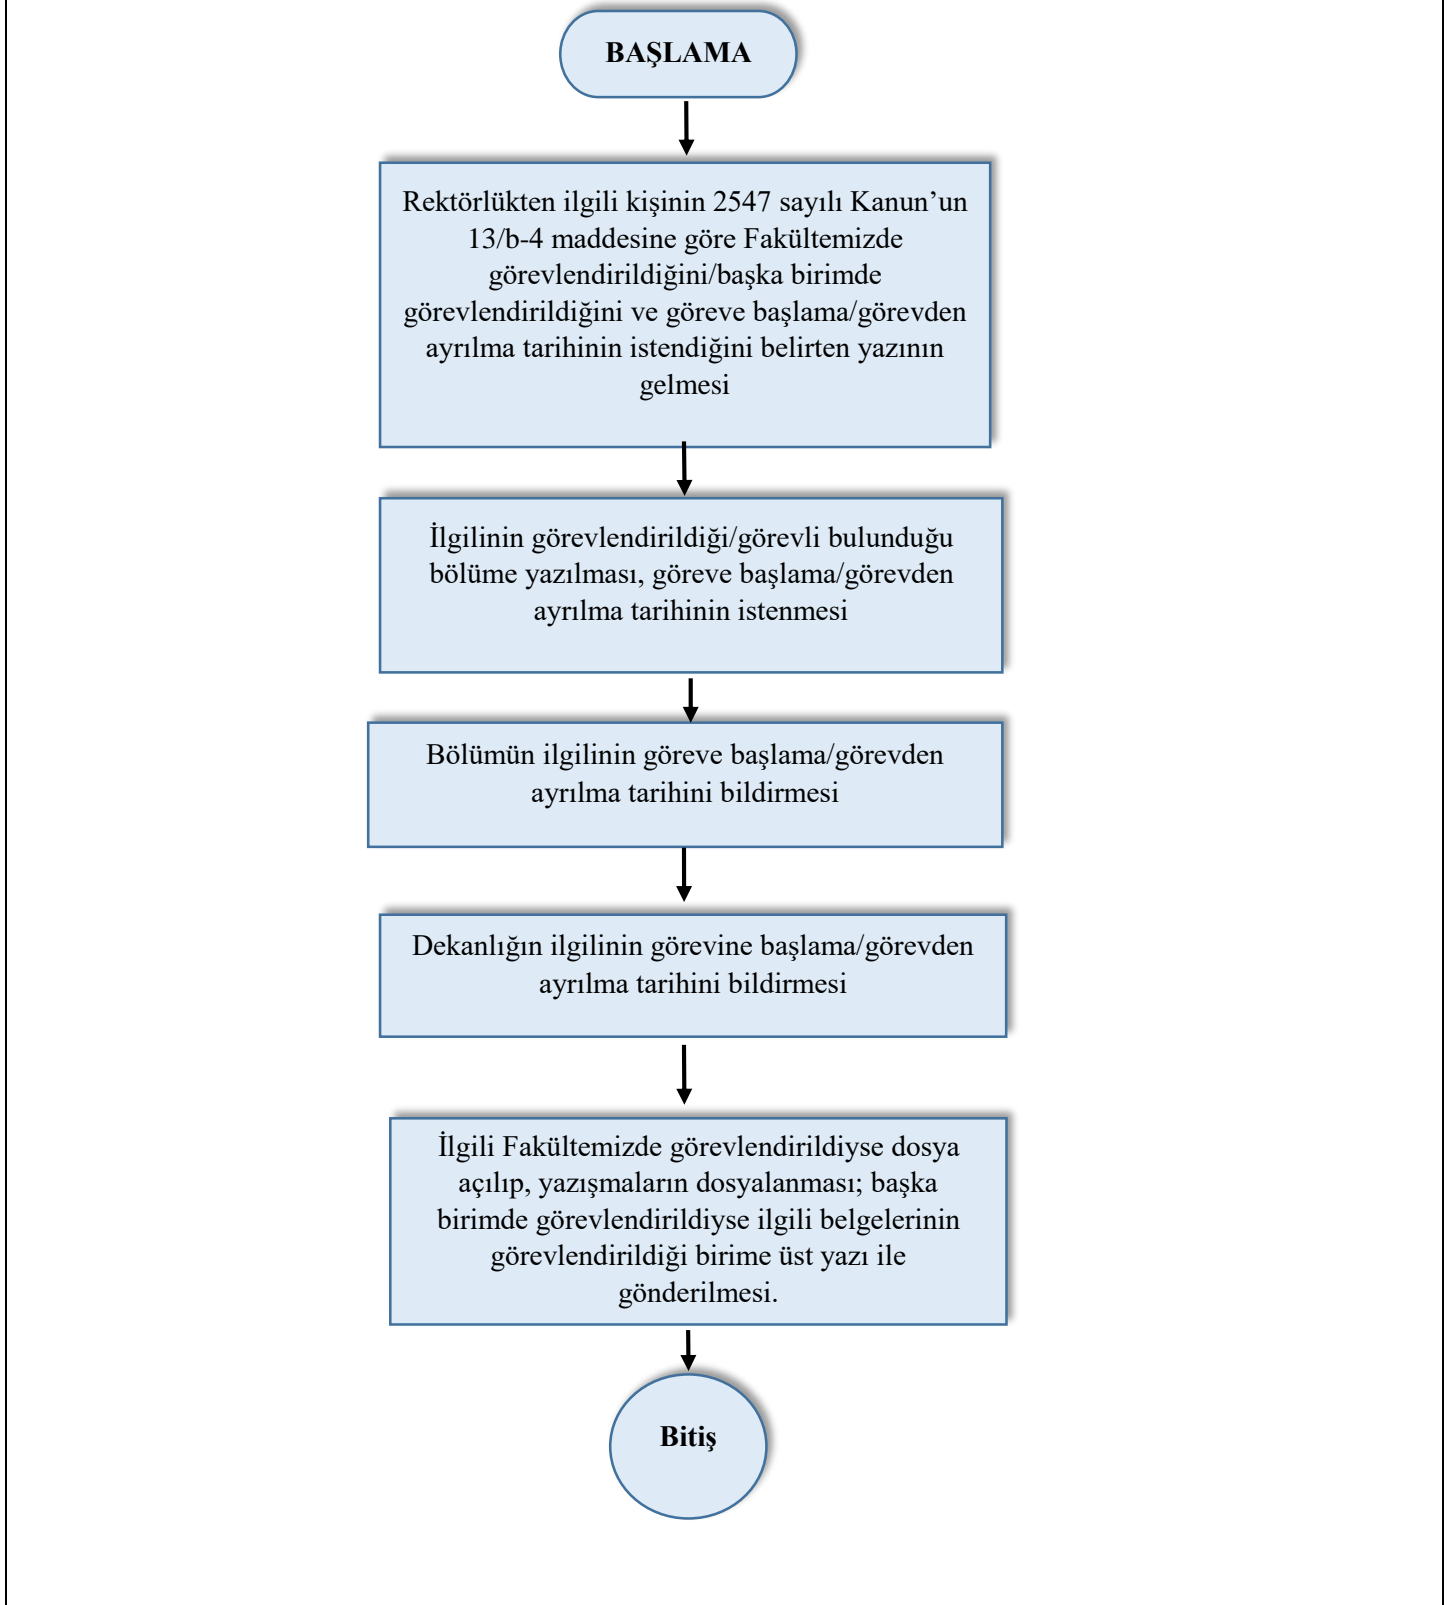 BAŞLAMA
Rektörlükten ilgili kişinin 2547 sayılı Kanun’un
13/b-4 maddesine göre Fakültemizde
görevlendirildiğini/başka birimde
görevlendirildiğini ve göreve başlama/görevden
ayrılma tarihinin istendiğini belirten yazının
gelmesi
İlgilinin görevlendirildiği/görevli bulunduğu
bölüme yazılması, göreve başlama/görevden
ayrılma tarihinin istenmesi
Bölümün ilgilinin göreve başlama/görevden
ayrılma tarihini bildirmesi
Dekanlığın ilgilinin görevine başlama/görevden
ayrılma tarihini bildirmesi
İlgili Fakültemizde görevlendirildiyse dosya
açılıp, yazışmaların dosyalanması; başka
birimde görevlendirildiyse ilgili belgelerinin
görevlendirildiği birime üst yazı ile
gönderilmesi.
Bitiş